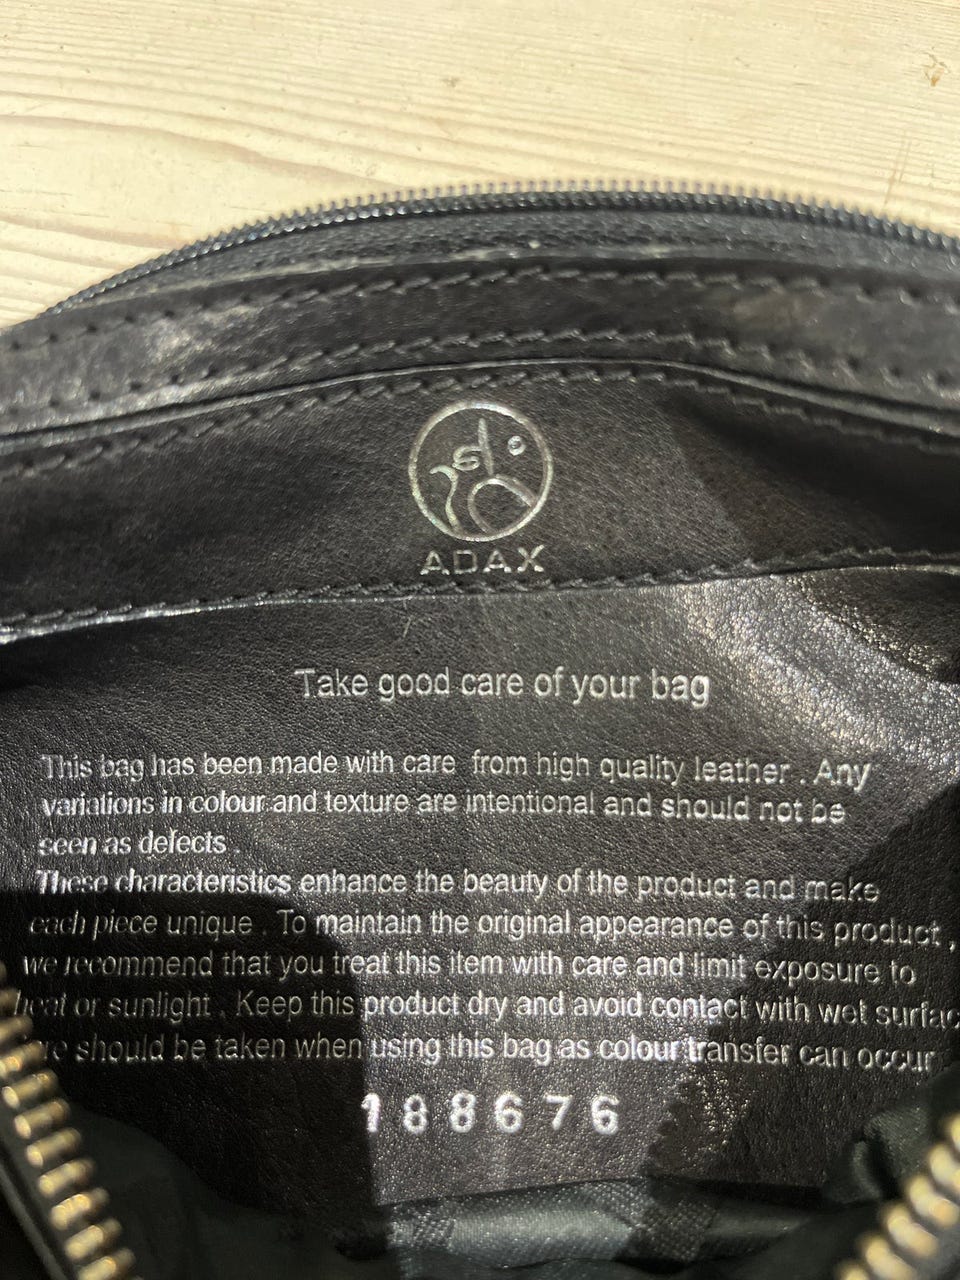 ADAX
Take good care of your bag
This bag has been made with care from high quality leather . Any
variations in colour and texture are intentional and should not be
seen as defects .
These characteristics enhance the beauty of the product and make
each piece unique . To maintain the original appearance of this product ,
we recommend that you treat this item with care and limit exposure to
heat or sunlight . Keep this product dry and avoid contact with wet
should be taken when using this bag as colour transfer can occur
188676